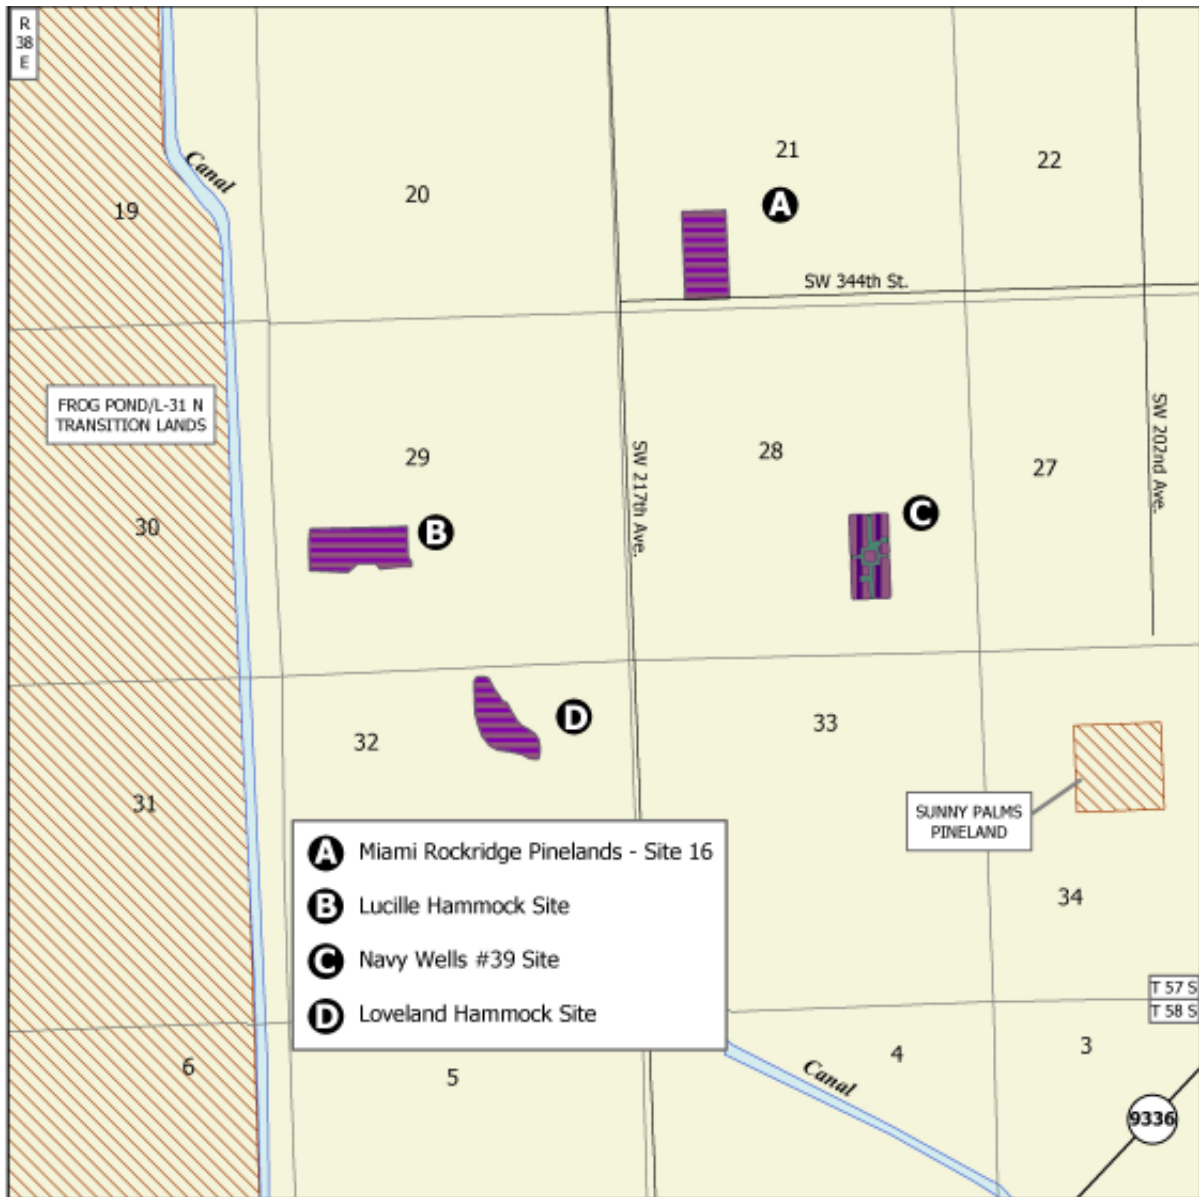 R
38
E
Canal
19
20
21
22
A
SW 344th St.
FROG POND/L-31 N
TRANSITION LANDS
29
28
27
SW 217th Ave.
SW 202nd Ave.
30
B
C
31
32
D
33
SUNNY PALMS
PINELAND
34
A Miami Rockridge Pinelands - Site 16
B Lucille Hammock Site
C Navy Wells #39 Site
D Loveland Hammock Site
T 57 S
T 58 S
6
5
4
3
Canal
9336